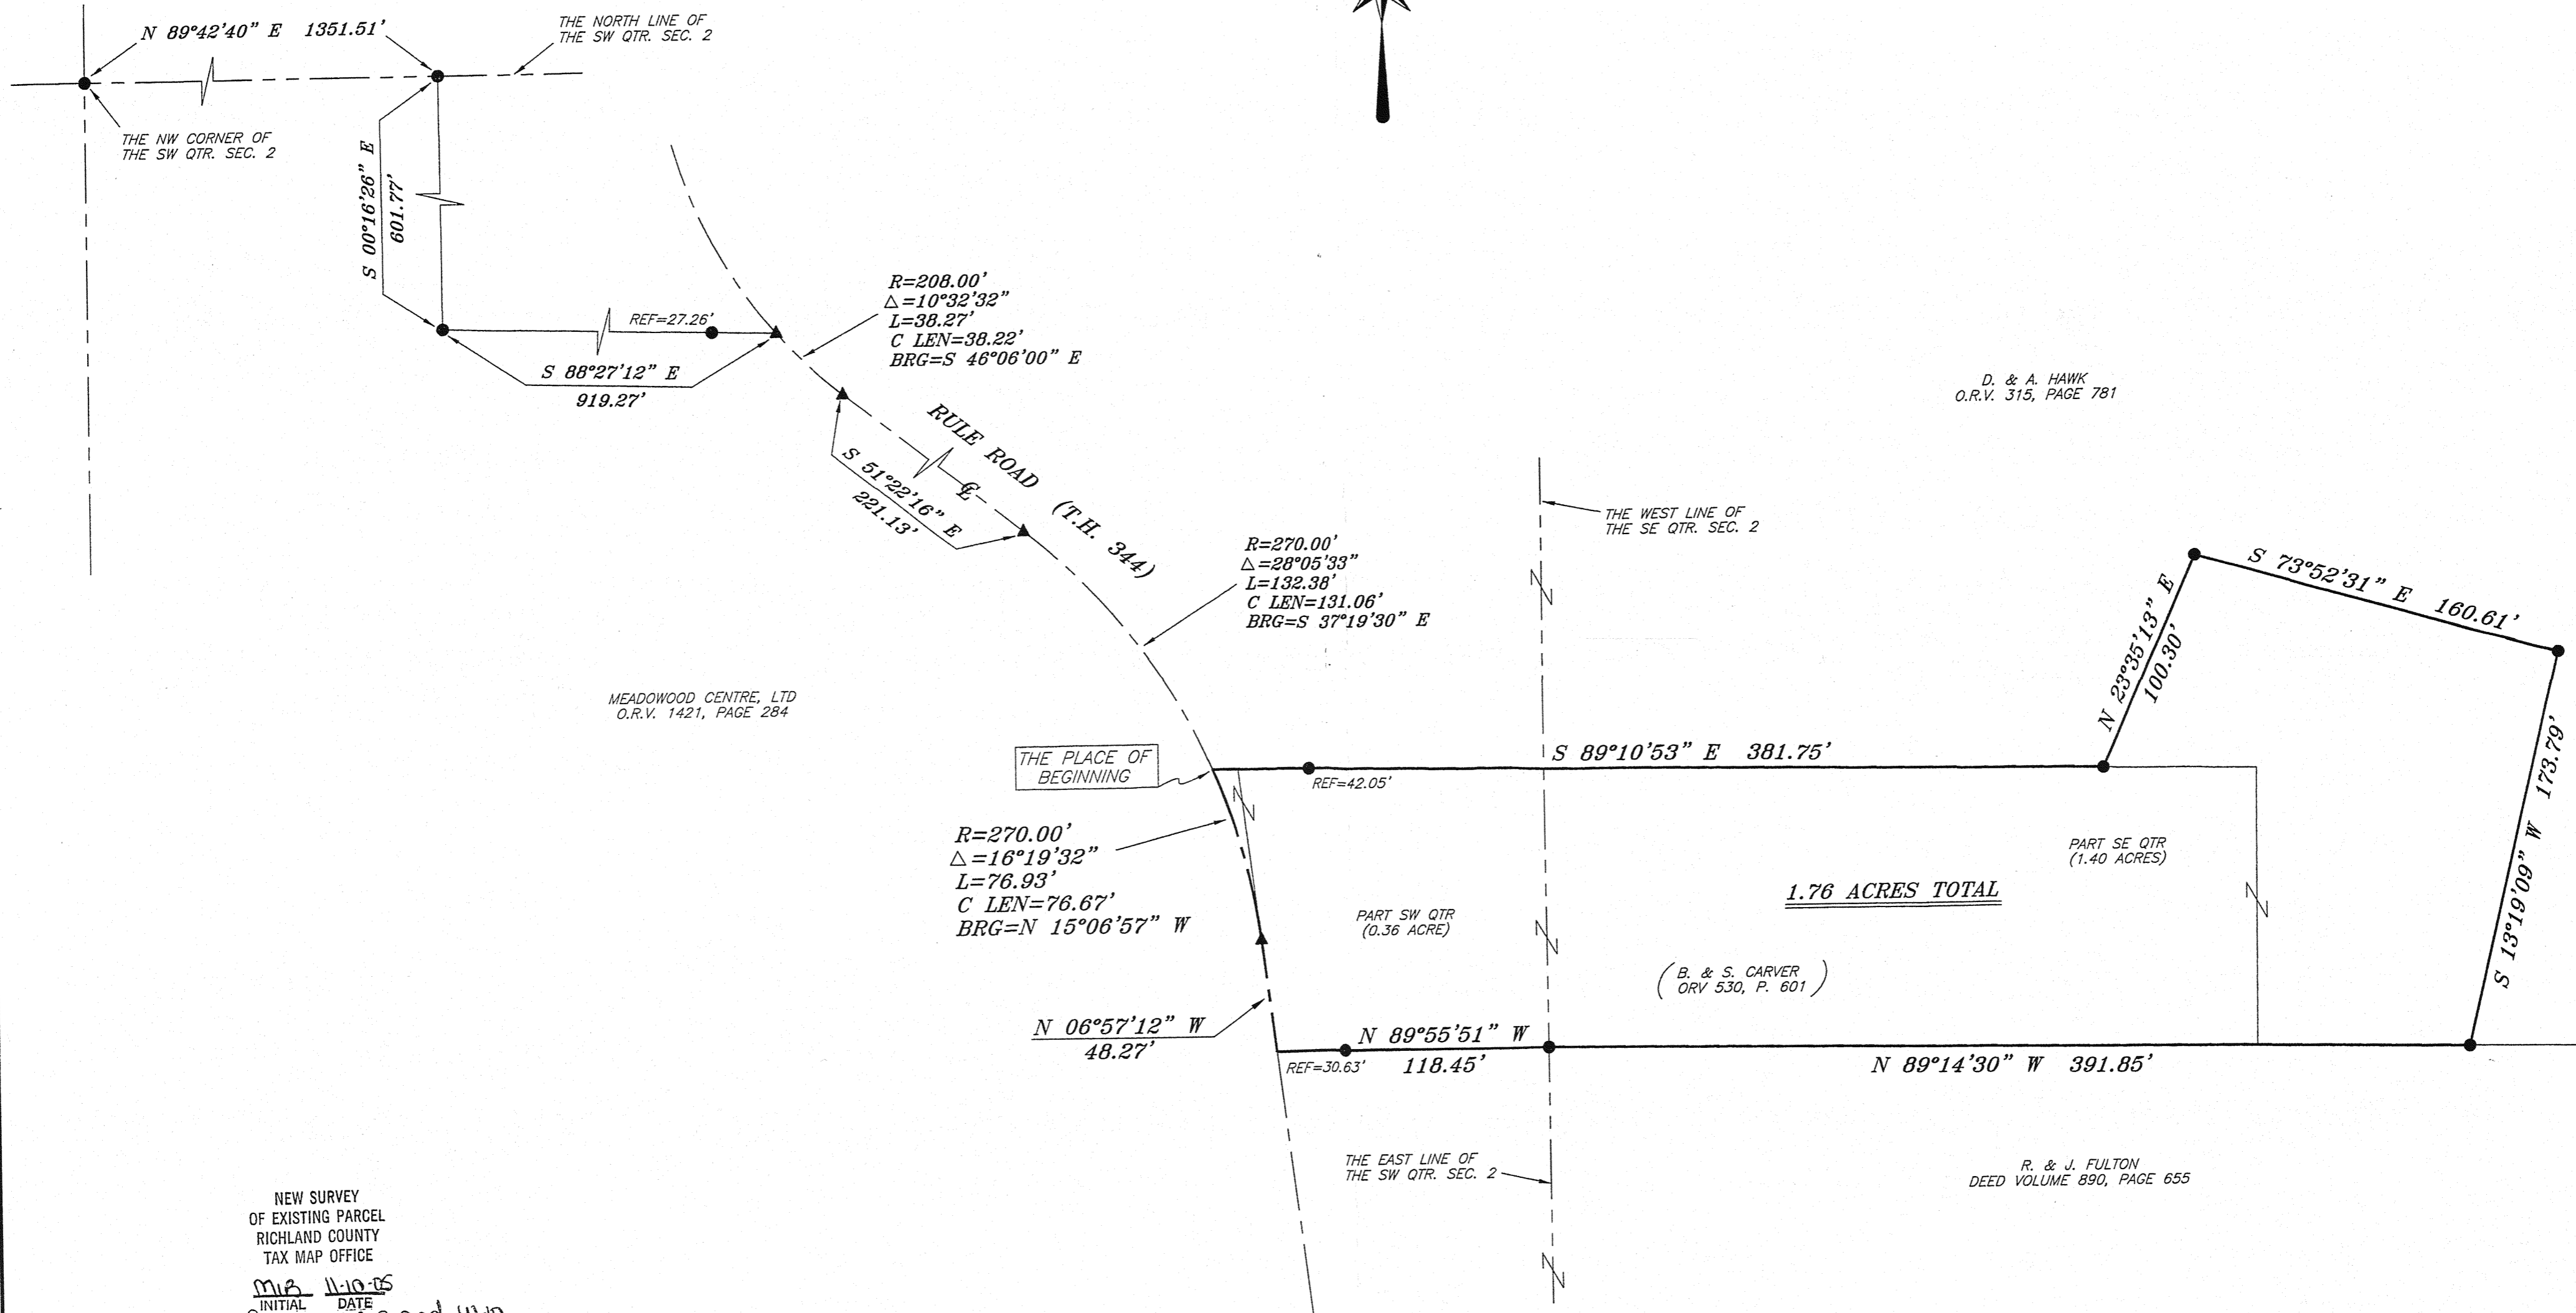 N 89°42'40" E 1351.51'
THE NORTH LINE OF
THE SW QTR. SEC. 2
THE NW CORNER OF
THE SW QTR. SEC. 2
S 00°16'26" E
601.77'
REF=27.26'
S 88°27'12" E
919.27'
R=208.00'
△=10°32'32"
L=38.27'
C LEN=38.22'
BRG=S 46°06'00" E
RULE ROAD (T.H. 344)
S 51°22'16" E
221.13'
R=270.00'
△=28°05'33"
L=132.38'
C LEN=131.06'
BRG=S 37°19'30" E
D. & A. HAWK
O.R.V. 315, PAGE 781
THE WEST LINE OF
THE SE QTR. SEC. 2
MEADOWOOD CENTRE, LTD
O.R.V. 1421, PAGE 284
THE PLACE OF
BEGINNING
S 89°10'53" E 381.75'
REF=42.05'
N 23°35'13" E
100.30'
S 73°52'31" E 160.61'
S 13°19'09" W 173.79'
R=270.00'
△=16°19'32"
L=76.93'
C LEN=76.67'
BRG=N 15°06'57" W
PART SW QTR
(0.36 ACRE)
PART SE QTR
(1.40 ACRES)
1.76 ACRES TOTAL
(B. & S. CARVER
ORV 530, P. 601)
N 06°57'12" W
48.27'
N 89°55'51" W
REF=30.63' 118.45'
N 89°14'30" W 391.85'
THE EAST LINE OF
THE SW QTR. SEC. 2
R. & J. FULTON
DEED VOLUME 890, PAGE 655
NEW SURVEY
OF EXISTING PARCEL
RICHLAND COUNTY
TAX MAP OFFICE
MIB 11-10-05
INITIAL DATE